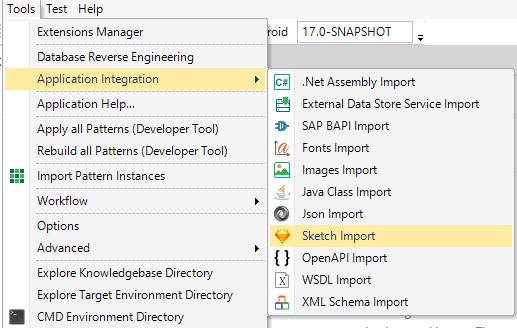 Tools Test Help
roid 17.0-SNAPSHOT
Extensions Manager
Database Reverse Engineering
Application Integration
Application Help...
Apply all Patterns (Developer Tool)
Rebuild all Patterns (Developer Tool)
Import Pattern Instances
Workflow
Options
Advanced
Explore Knowledgebase Directory
Explore Target Environment Directory
CMD Environment Directory
C# .Net Assembly Import
External Data Store Service Import
SAP BAPI Import
Fonts Import
Images Import
Java Class Import
Json Import
Sketch Import
{ } OpenAPI Import
X WSDL Import
XML Schema Import